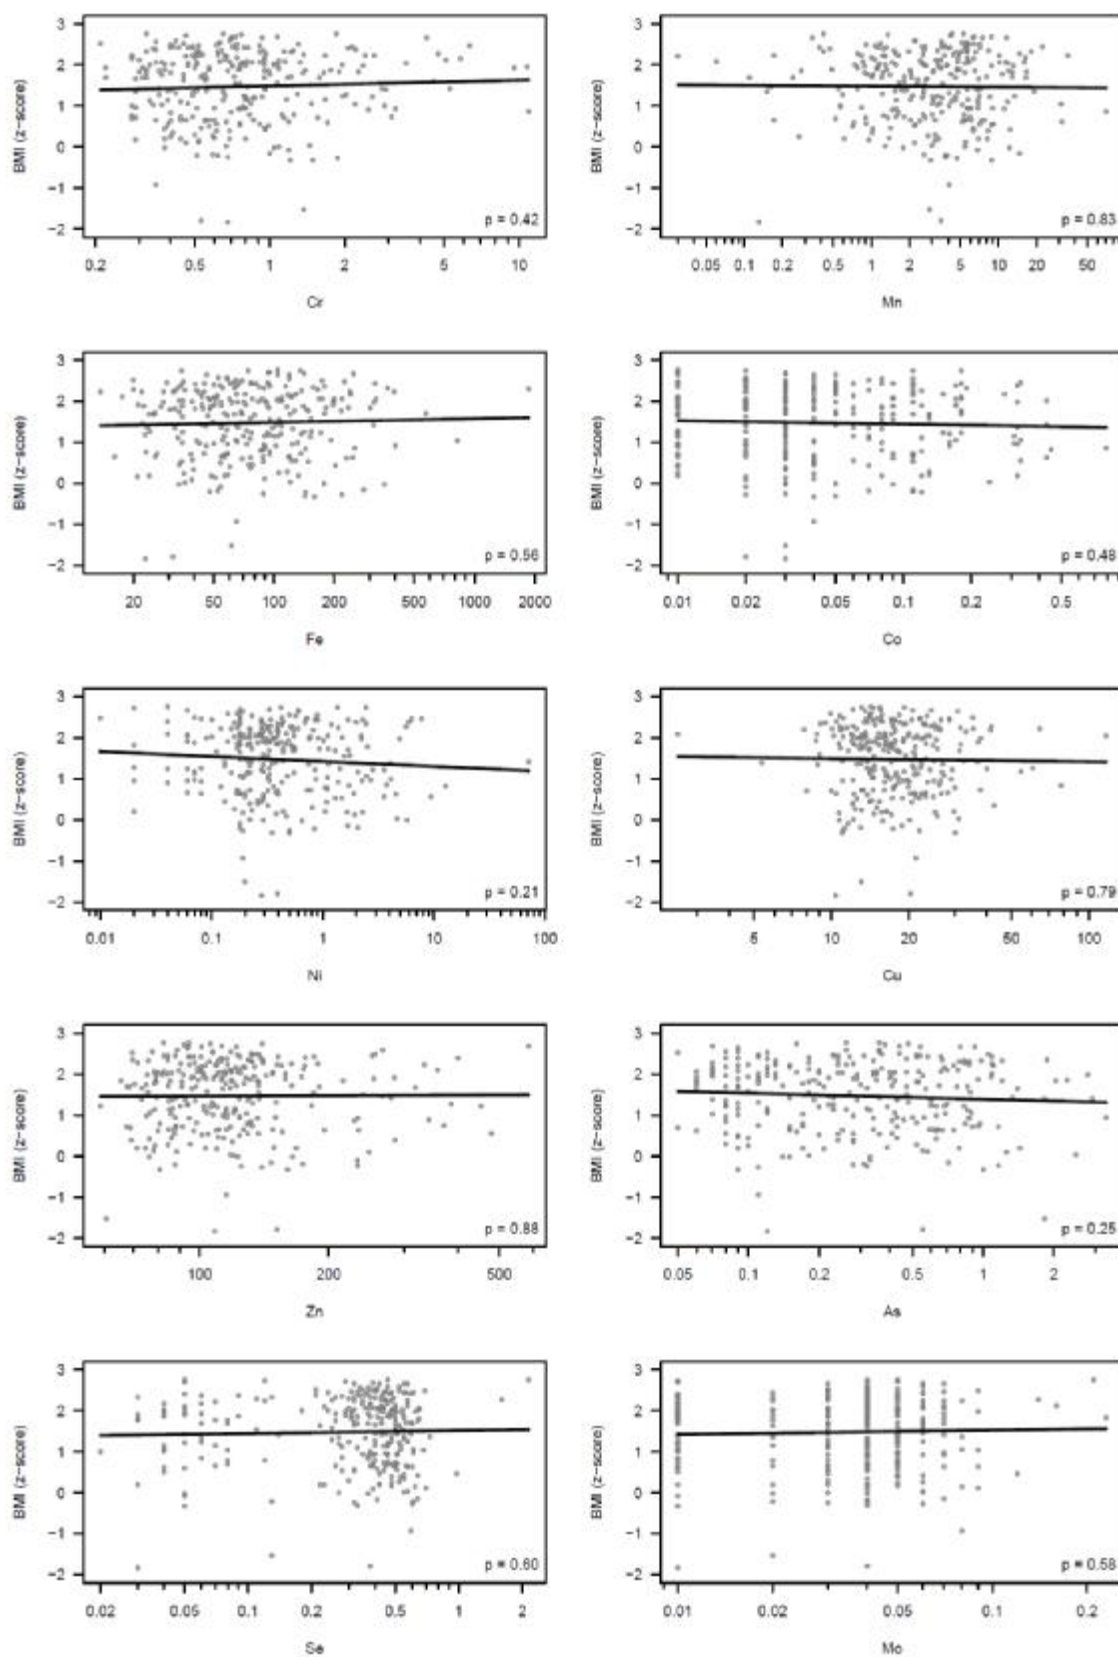 3
3
2
2
1
1
0
0
−1
−1
−2
−2
BMI (z−score)
BMI (z−score)
p = 0.42
p = 0.83
0.2 0.5 1 2 5 10
0.05 0.1 0.2 0.5 1 2 5 10 20 50
Cr
Mn
3
3
2
2
1
1
0
0
−1
−1
−2
−2
BMI (z−score)
BMI (z−score)
p = 0.56
p = 0.48
20 50 100 200 500 1000 2000
0.01 0.02 0.05 0.1 0.2 0.5
Fe
Co
3
3
2
2
1
1
0
0
−1
−1
−2
−2
BMI (z−score)
BMI (z−score)
p = 0.21
p = 0.79
0.01 0.1 1 10 100
5 10 20 50 100
Ni
Cu
3
3
2
2
1
1
0
0
−1
−1
−2
−2
BMI (z−score)
BMI (z−score)
p = 0.88
p = 0.25
100 200 500
0.05 0.1 0.2 0.5 1 2
Zn
As
3
3
2
2
1
1
0
0
−1
−1
−2
−2
BMI (z−score)
BMI (z−score)
p = 0.60
p = 0.58
0.02 0.05 0.1 0.2 0.5 1 2
0.01 0.02 0.05 0.1 0.2
Se
Mo